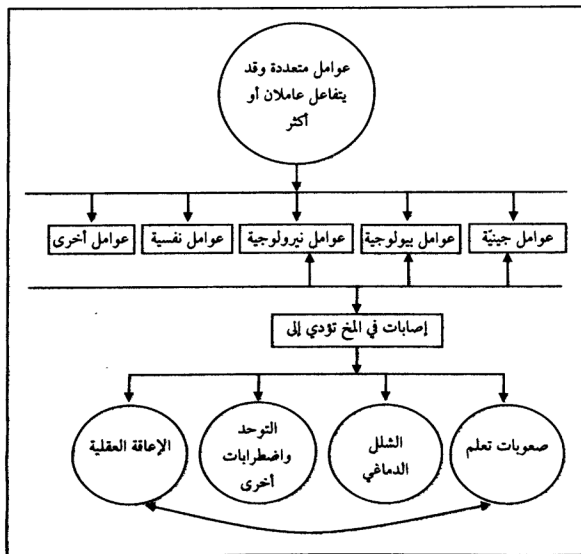 عوامل متعددة وقد
يتفاعل عاملان أو
أكثر
عوامل جينيّة
عوامل بيولوجية
عوامل نيرولوجية
عوامل نفسية
عوامل أخرى
إصابات في المخ تؤدي إلى
صعوبات تعلم
الشلل
الدماغي
التوحد
واضطرابات
أخرى
الإعاقة العقلية